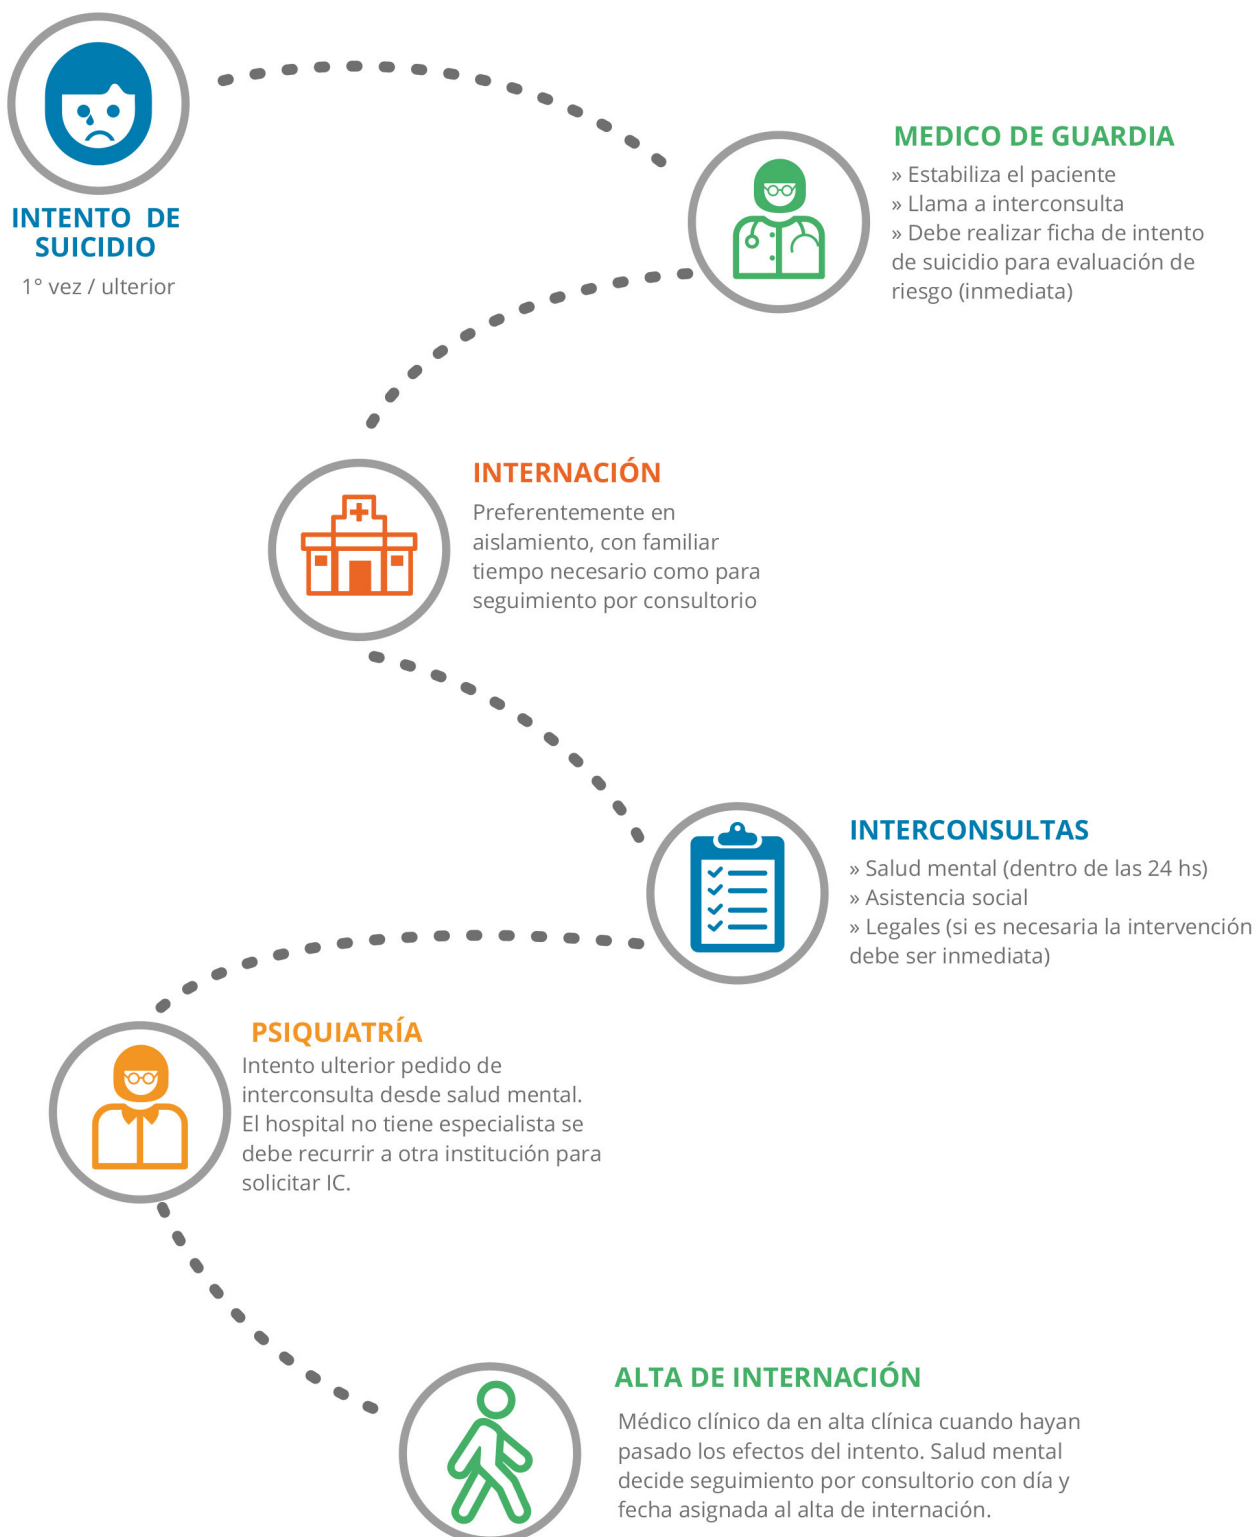 INTENTO DE
SUICIDIO
1° vez / ulterior
MEDICO DE GUARDIA
» Estabiliza el paciente
» Llama a interconsulta
» Debe realizar ficha de intento
de suicidio para evaluación de
riesgo (inmediata)
INTERNACIÓN
Preferentemente en
aislamiento, con familiar
tiempo necesario como para
seguimiento por consultorio
INTERCONSULTAS
» Salud mental (dentro de las 24 hs)
» Asistencia social
» Legales (si es necesaria la intervención
debe ser inmediata)
PSIQUIATRÍA
Intento ulterior pedido de
interconsulta desde salud mental.
El hospital no tiene especialista se
debe recurrir a otra institución para
solicitar IC.
ALTA DE INTERNACIÓN
Médico clínico da en alta clínica cuando hayan
pasado los efectos del intento. Salud mental
decide seguimiento por consultorio con día y
fecha asignada al alta de internación.